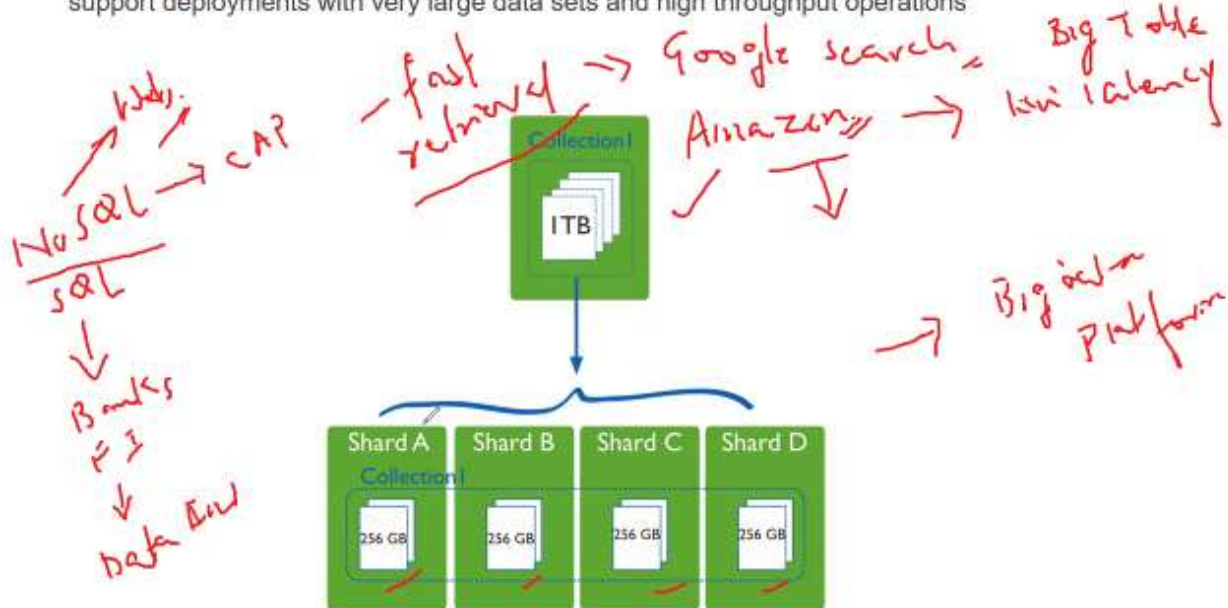 support deployments with very large data sets and high throughput operations
fast
retrieval
Google search
Big Table
Amazon
low latency
CAP
NoSQL
SQL
Banks
FI
Data
Big data
Platform
Collection1
1TB
Shard A Shard B Shard C Shard D
Collection1
256 GB 256 GB 256 GB 256 GB